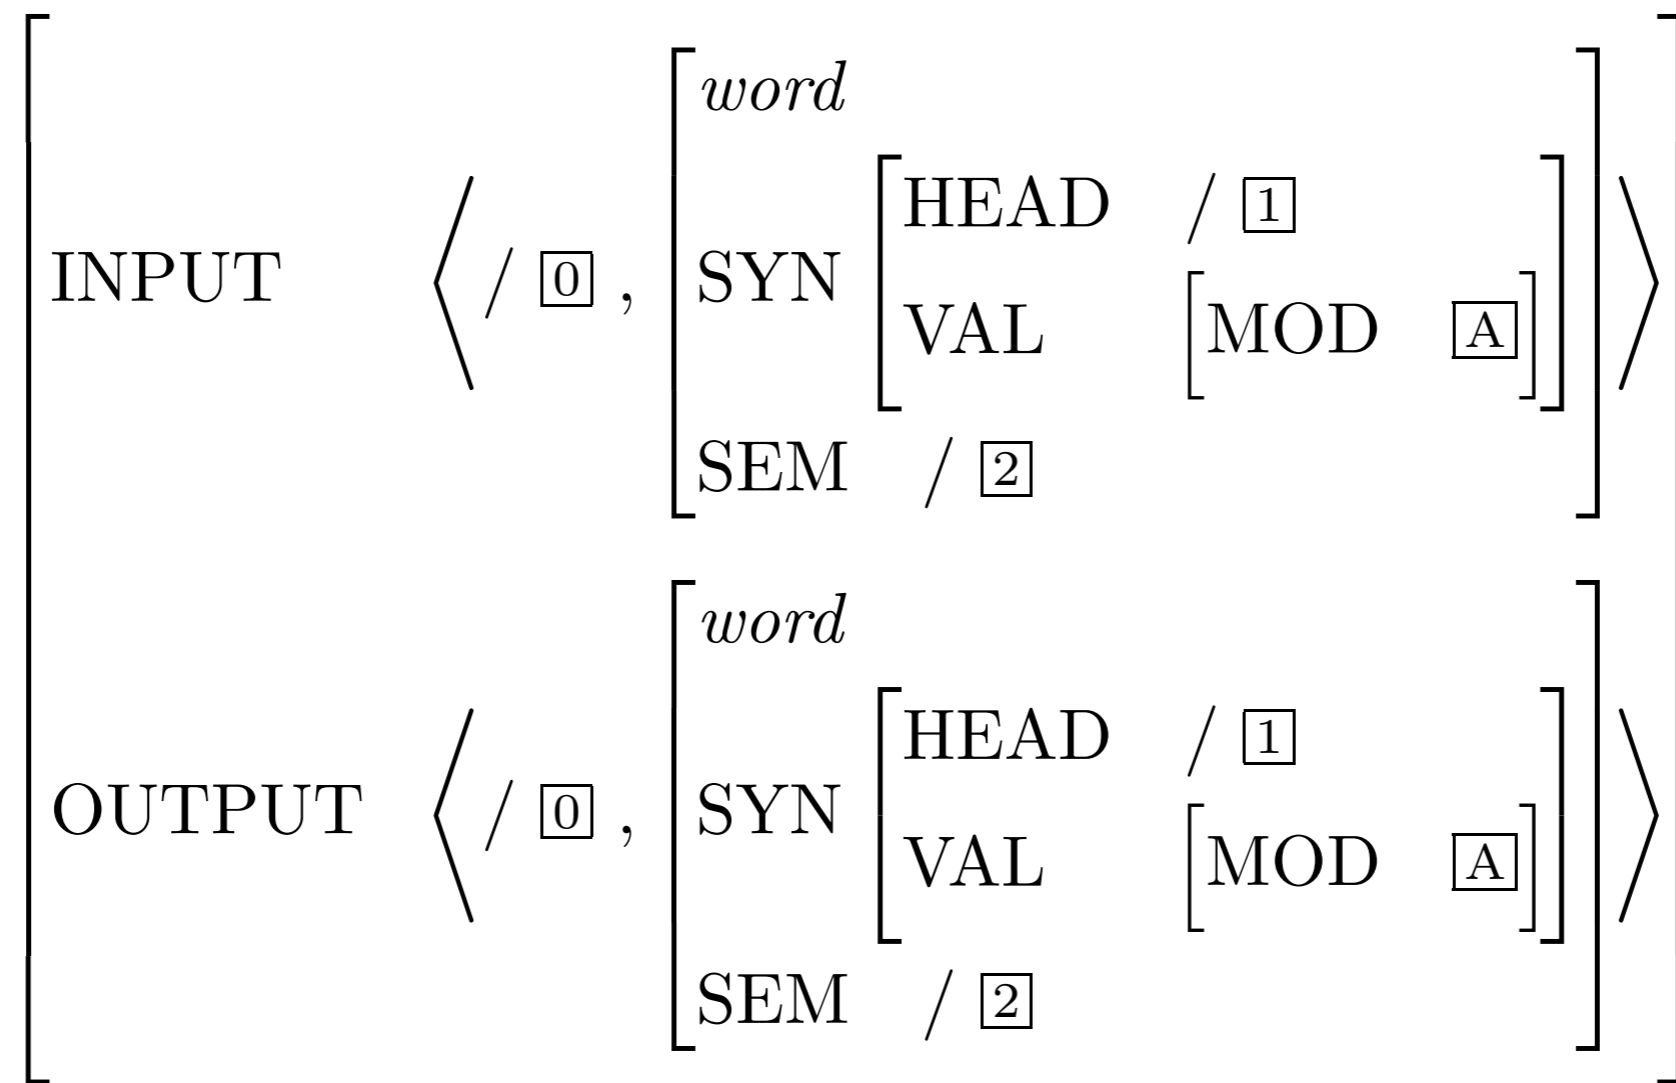 word
HEAD / 1
INPUT ⟨ / 0 , SYN
VAL [MOD A]
SEM / 2
word
HEAD / 1
OUTPUT ⟨ / 0 , SYN
VAL [MOD A]
SEM / 2